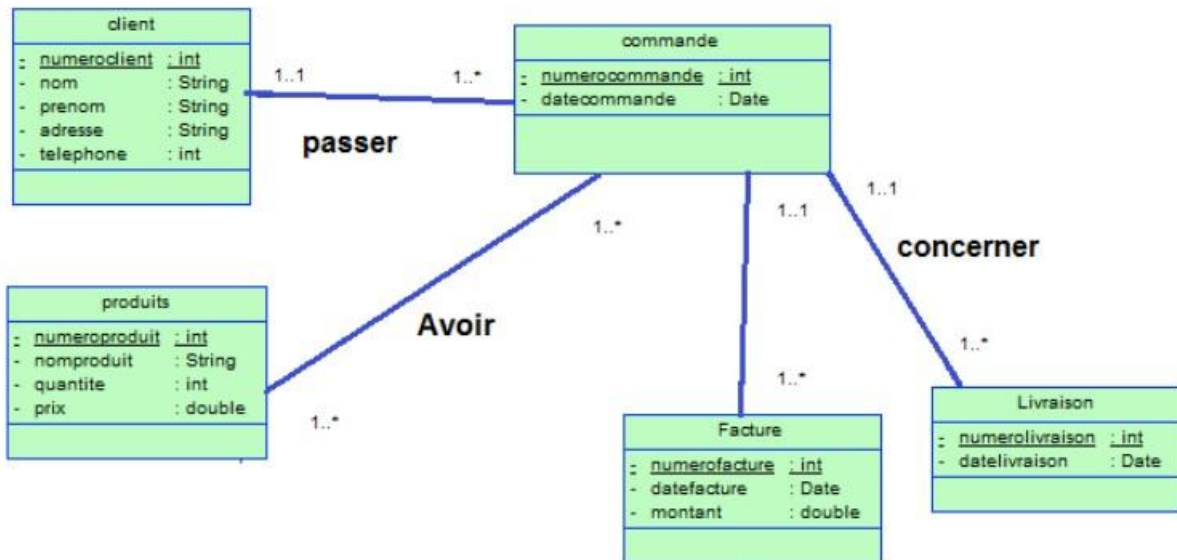 client
- numeroclient : int
- nom : String
- prenom : String
- adresse : String
- telephone : int
1..1
1..*
passer
commande
- numerocommande : int
- datecommande : Date
1..*
1..1
1..1
concerner
Avoir
produits
- numeroproduit : int
- nomproduit : String
- quantite : int
- prix : double
1..*
1..*
1..*
Facture
- numerofacture : int
- datefacture : Date
- montant : double
Livraison
- numerolivraison : int
- datelivraison : Date